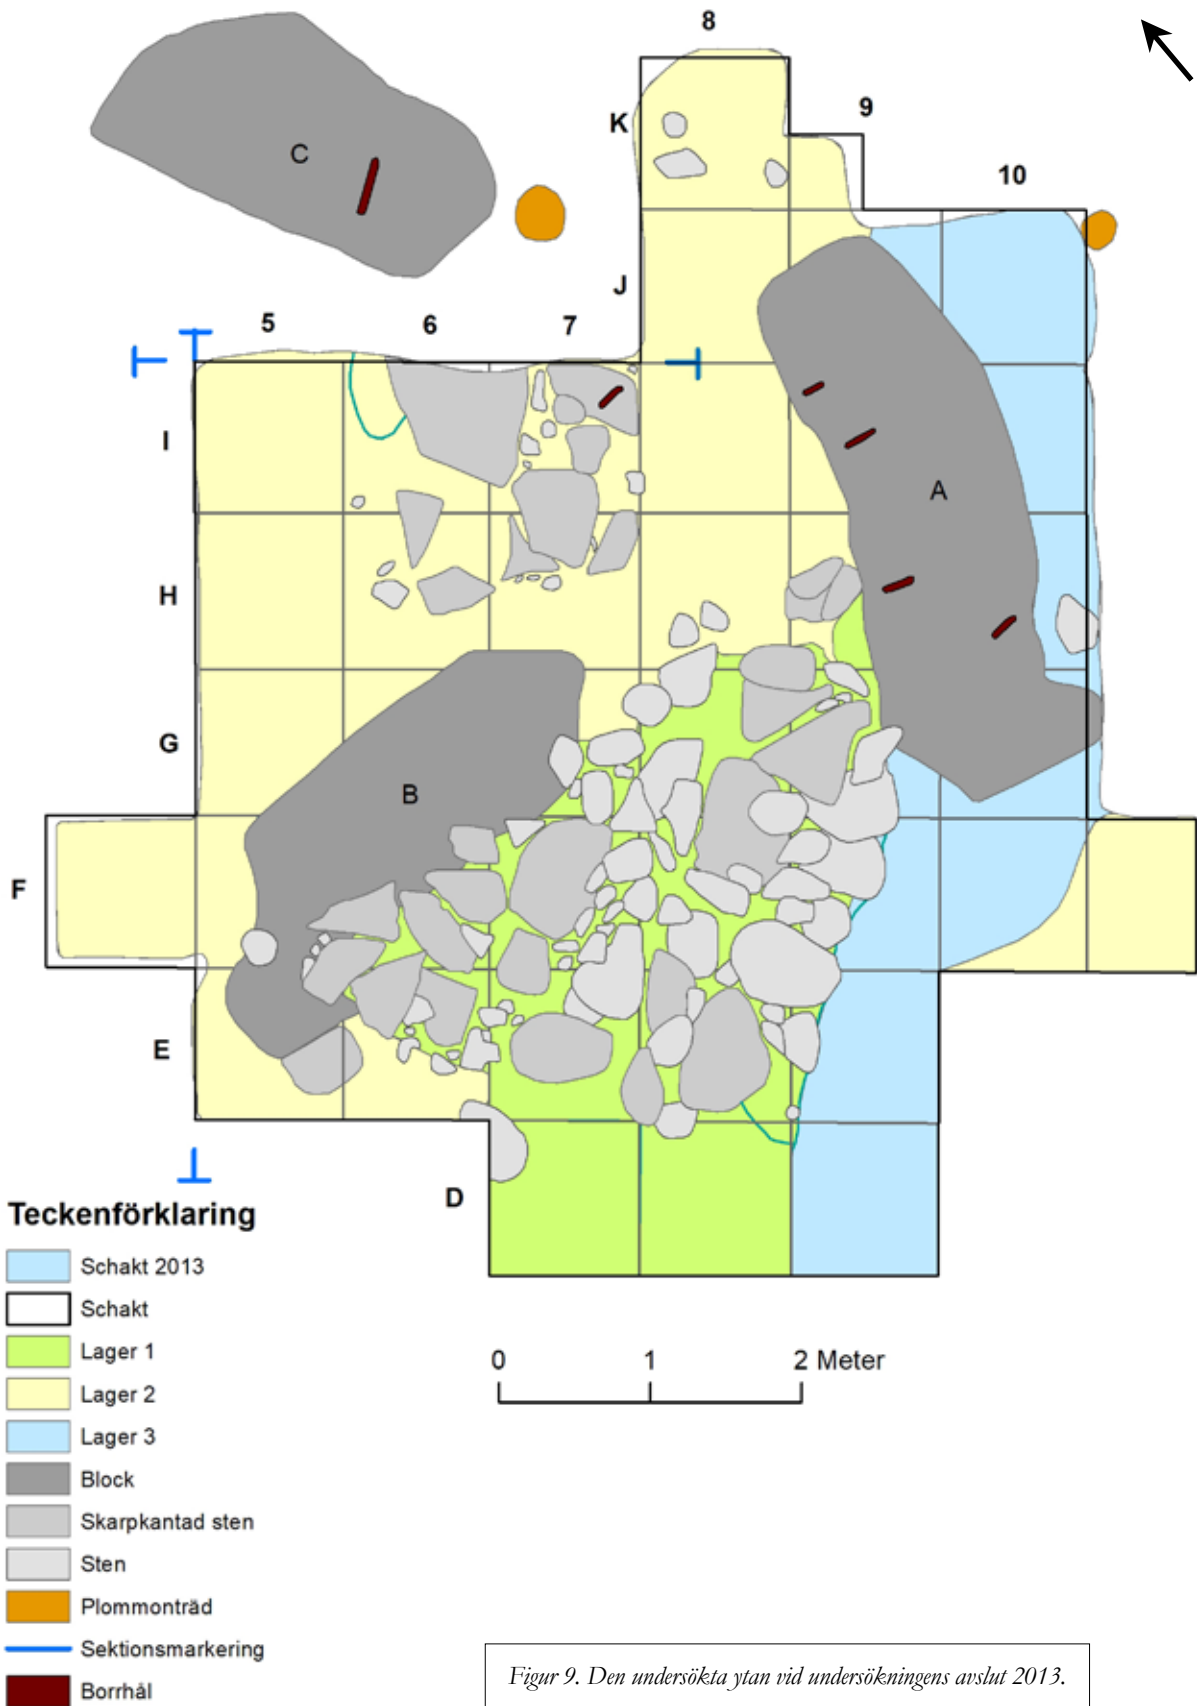 8
K
9
C
10
J
5
6
7
I
A
H
G
B
F
E
D
Teckenförklaring
Schakt 2013
Schakt
Lager 1
Lager 2
Lager 3
Block
Skarpkantad sten
Sten
Plommonträd
Sektionsmarkering
Borrhål
0 1 2 Meter
Figur 9. Den undersökta ytan vid undersökningens avslut 2013.